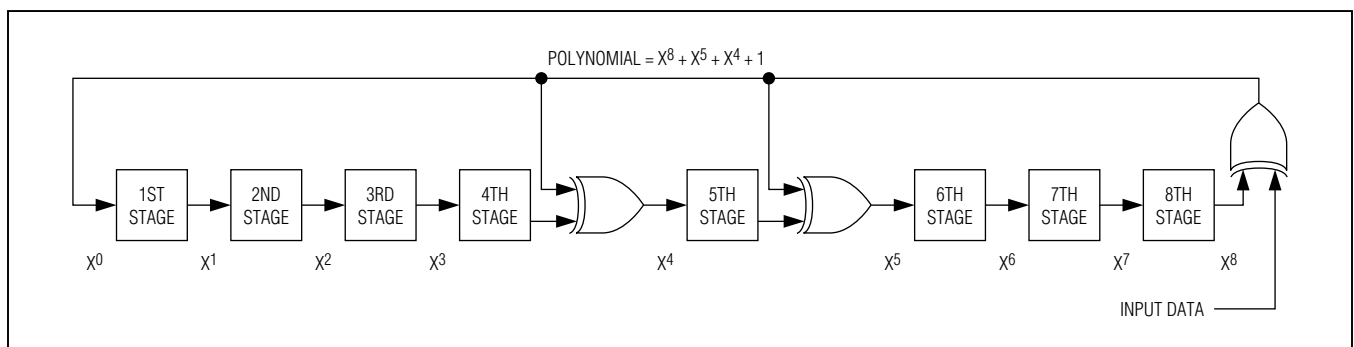 POLYNOMIAL = X⁸ + X⁵ + X⁴ + 1
1ST
STAGE
2ND
STAGE
3RD
STAGE
4TH
STAGE
5TH
STAGE
6TH
STAGE
7TH
STAGE
8TH
STAGE
X⁰ X¹ X² X³ X⁴ X⁵ X⁶ X⁷ X⁸
INPUT DATA